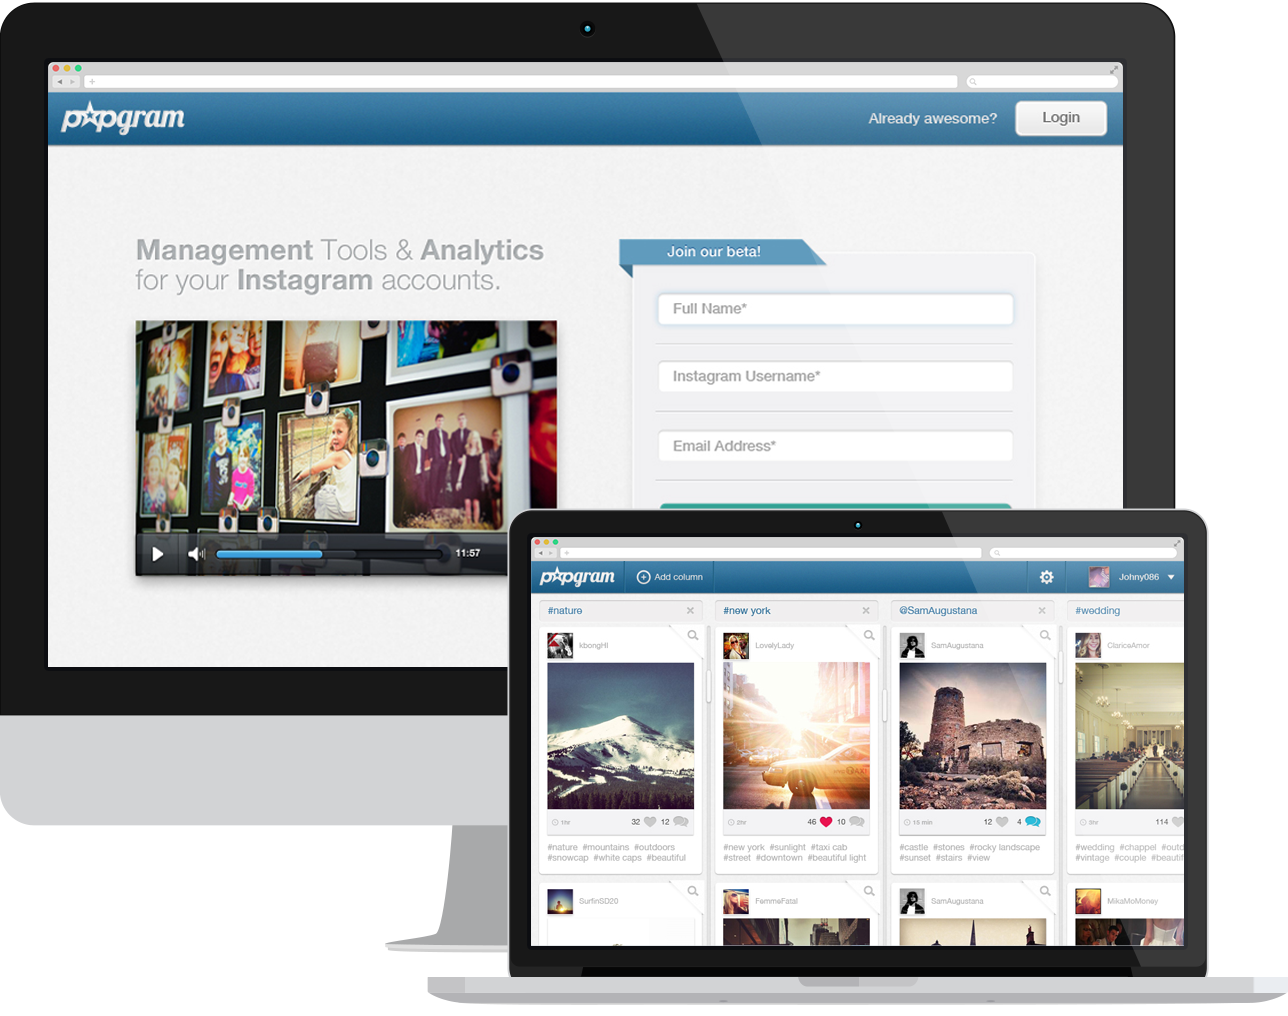 popgram
Already awesome?
Login
Management Tools & Analytics
for your Instagram accounts.
Join our beta!
Full Name*
Instagram Username*
Email Address*
11:57
popgram
Add column
Johny086
#nature
#new york
@SamAugustana
#wedding
kbongHI
LovelyLady
SamAugustana
ClariceAmor
TAXI
1hr
32
12
2hr
46
10
15 min
12
4
5hr
114
#nature #mountains #outdoors
#snowcap #white caps #beautiful
#new york #sunlight #taxi cab
#street #downtown #beautiful light
#castle #stones #rocky landscape
#sunset #stairs #view
#wedding #chappel #outd
#vintage #couple #beautif
SurfinSD20
FemmeFatal
SamAugustana
MikaMoMoney